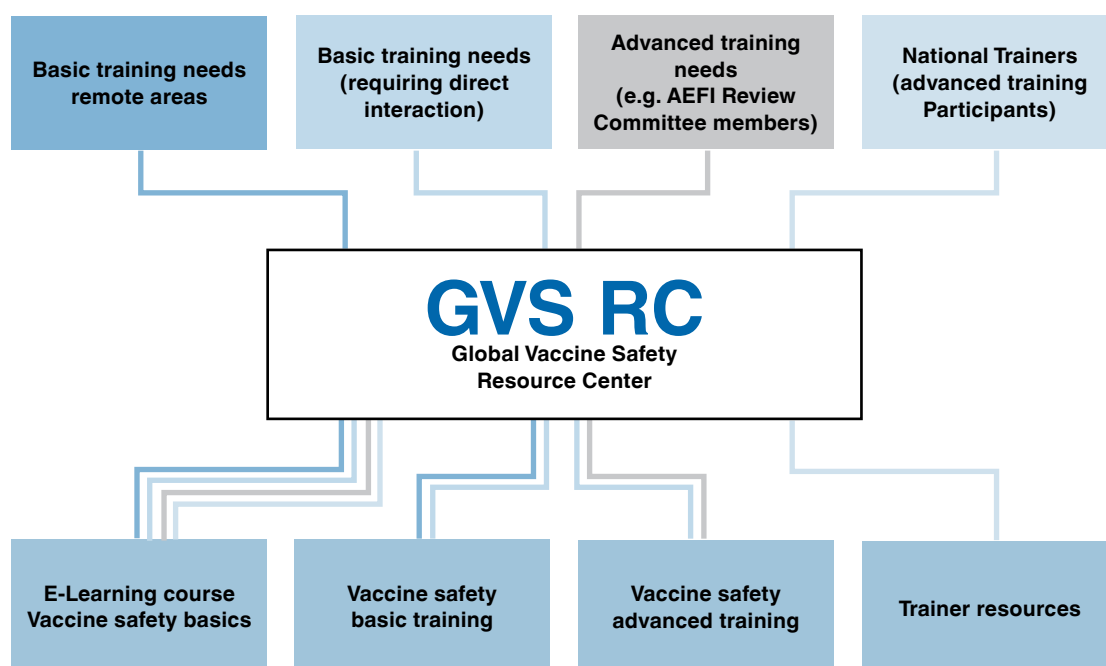 Basic training needs
remote areas
Basic training needs
(requiring direct
interaction)
Advanced training
needs
(e.g. AEFI Review
Committee members)
National Trainers
(advanced training
Participants)
GVS RC
Global Vaccine Safety
Resource Center
E-Learning course
Vaccine safety basics
Vaccine safety
basic training
Vaccine safety
advanced training
Trainer resources